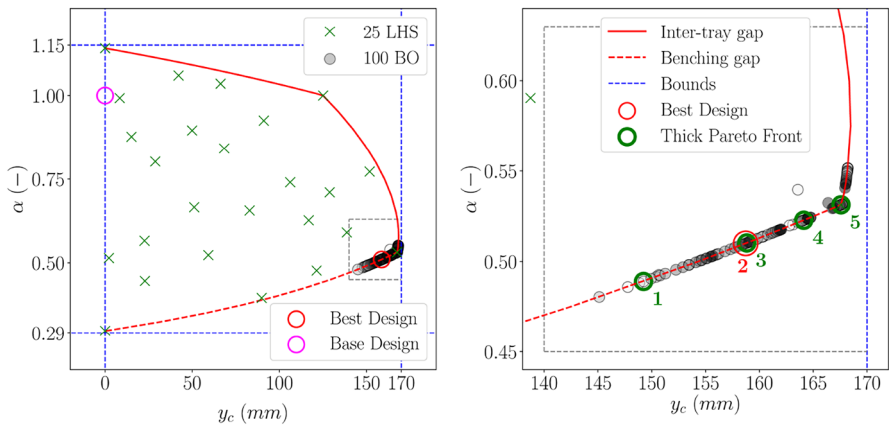 25 LHS
100 BO
1.15
1.00
0.75
0.50
0.29
α (−)
Best Design
Base Design
0
50
100
150
170
y_c (mm)
Inter-tray gap
Benching gap
Bounds
Best Design
Thick Pareto Front
0.60
0.55
0.50
0.45
α (−)
1
2
3
4
5
140
145
150
155
160
165
170
y_c (mm)